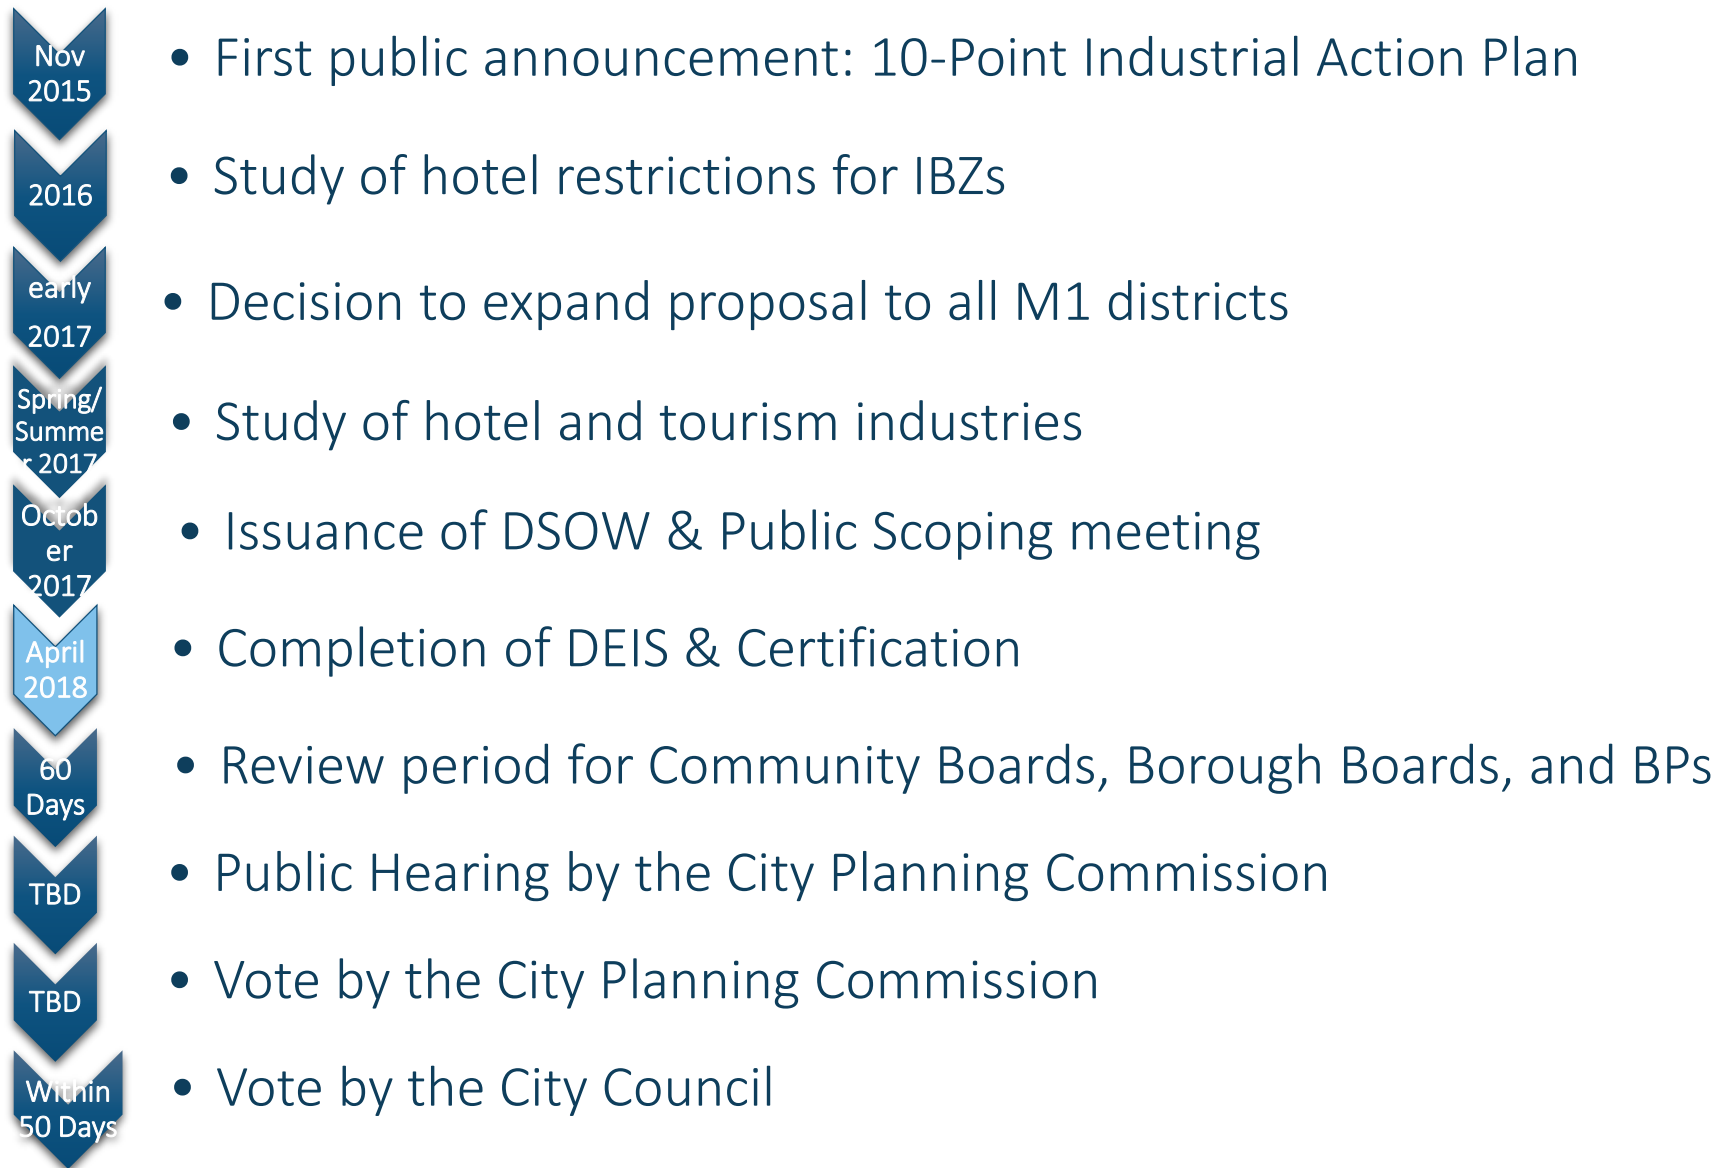 Nov
2015
• First public announcement: 10-Point Industrial Action Plan
2016
• Study of hotel restrictions for IBZs
early
2017
• Decision to expand proposal to all M1 districts
Spring/
Summe
r 2017
• Study of hotel and tourism industries
Octob
er
2017
• Issuance of DSOW & Public Scoping meeting
April
2018
• Completion of DEIS & Certification
60
Days
• Review period for Community Boards, Borough Boards, and BPs
TBD
• Public Hearing by the City Planning Commission
TBD
• Vote by the City Planning Commission
Within
50 Days
• Vote by the City Council